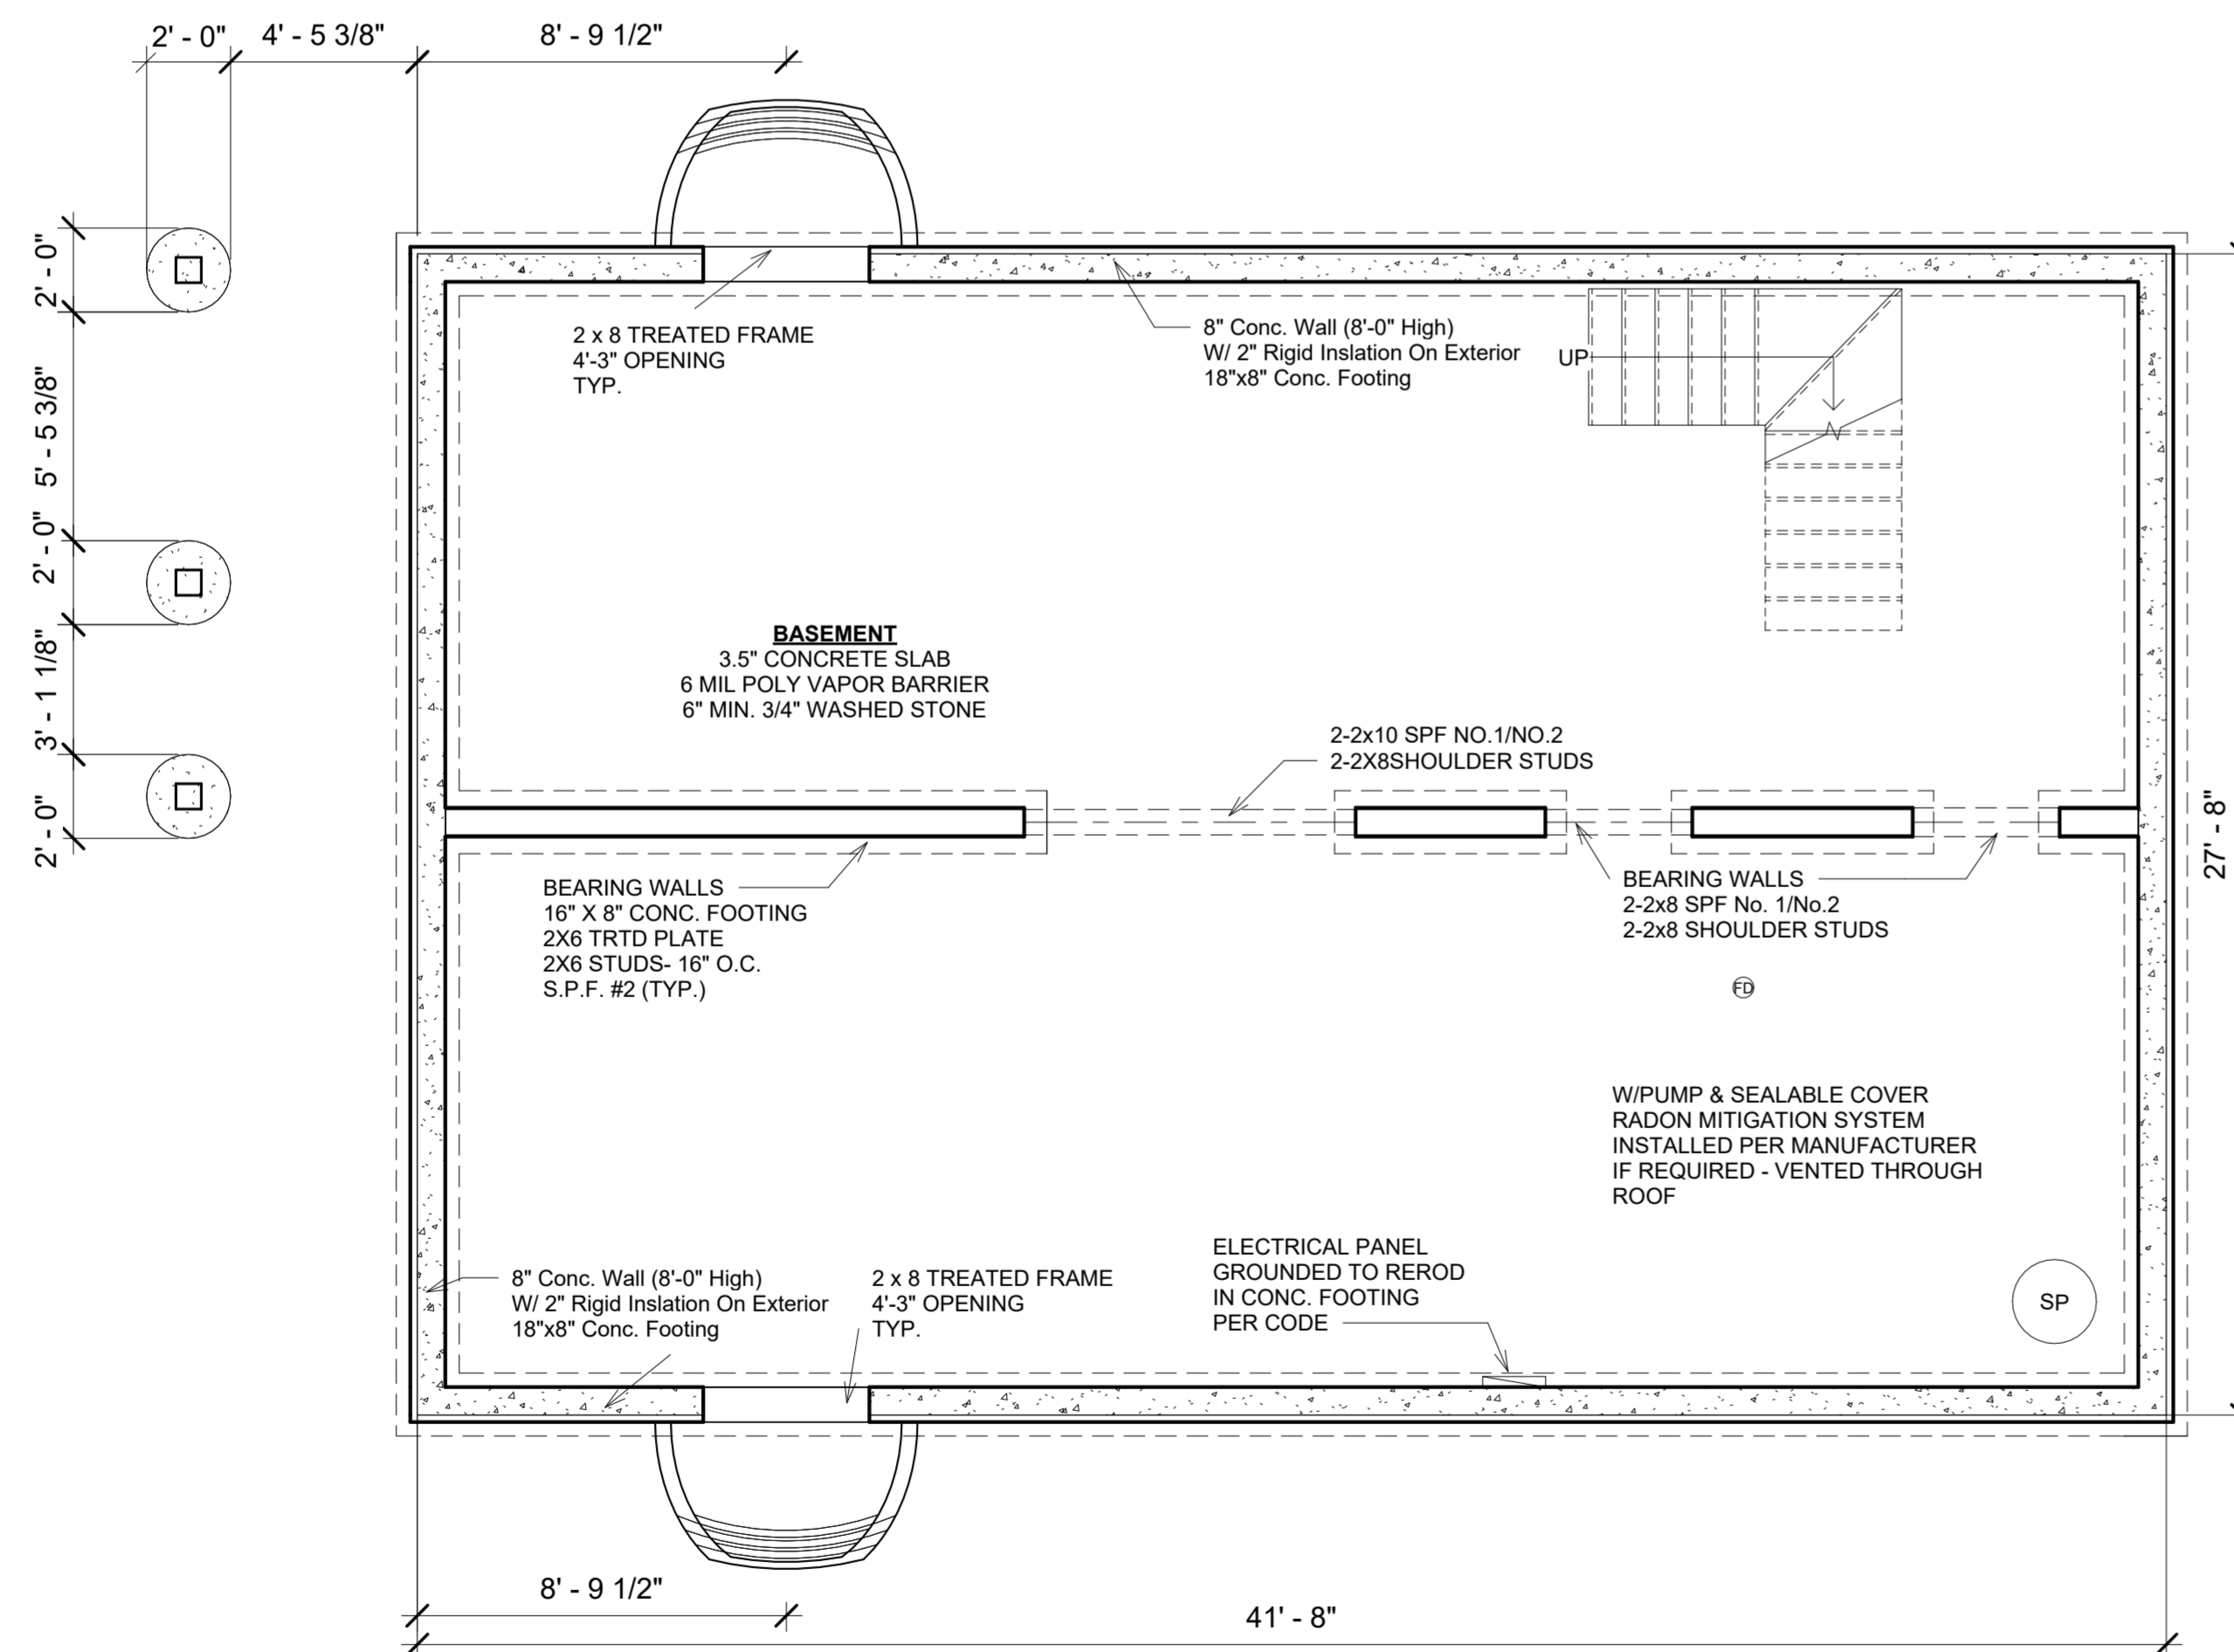 2' - 0"
4' - 5 3/8"
8' - 9 1/2"
2' - 0"
5' - 5 3/8"
2' - 0"
3' - 1 1/8"
2' - 0"
2 x 8 TREATED FRAME
4'-3" OPENING
TYP.
8" Conc. Wall (8'-0" High)
W/ 2" Rigid Inslation On Exterior
18"x8" Conc. Footing
UP
BASEMENT
3.5" CONCRETE SLAB
6 MIL POLY VAPOR BARRIER
6" MIN. 3/4" WASHED STONE
2-2x10 SPF NO.1/NO.2
2-2X8SHOULDER STUDS
BEARING WALLS
16" X 8" CONC. FOOTING
2X6 TRTD PLATE
2X6 STUDS- 16" O.C.
S.P.F. #2 (TYP.)
BEARING WALLS
2-2x8 SPF No. 1/No.2
2-2x8 SHOULDER STUDS
27' - 8"
FD
W/PUMP & SEALABLE COVER
RADON MITIGATION SYSTEM
INSTALLED PER MANUFACTURER
IF REQUIRED - VENTED THROUGH
ROOF
8" Conc. Wall (8'-0" High)
W/ 2" Rigid Inslation On Exterior
18"x8" Conc. Footing
2 x 8 TREATED FRAME
4'-3" OPENING
TYP.
ELECTRICAL PANEL
GROUNDED TO REROD
IN CONC. FOOTING
PER CODE
SP
8' - 9 1/2"
41' - 8"